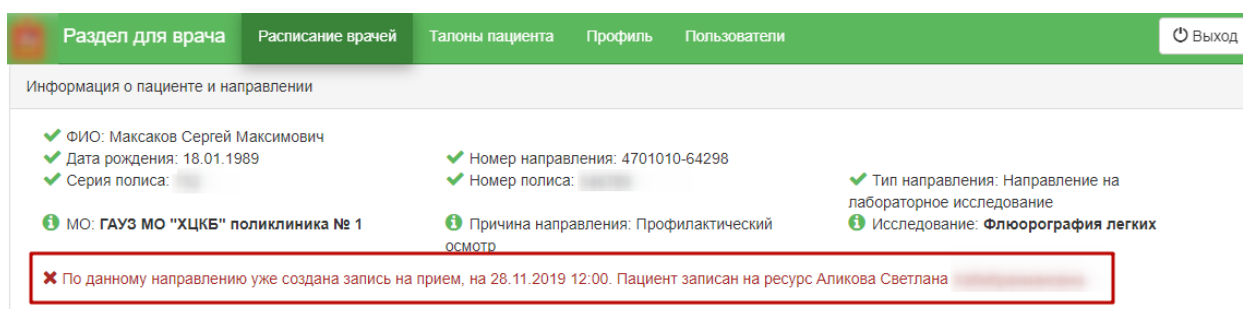 Раздел для врача Расписание врачей Талоны пациента Профиль Пользователи Выход
Информация о пациенте и направлении
ФИО: Максаков Сергей Максимович
Дата рождения: 18.01.1989 Номер направления: 4701010-64298
Серия полиса: Номер полиса: Тип направления: Направление на
лабораторное исследование
МО: ГАУЗ МО "ХЦКБ" поликлиника № 1 Причина направления: Профилактический Исследование: Флюорография легких
осмотр
По данному направлению уже создана запись на прием, на 28.11.2019 12:00. Пациент записан на ресурс Аликова Светлана